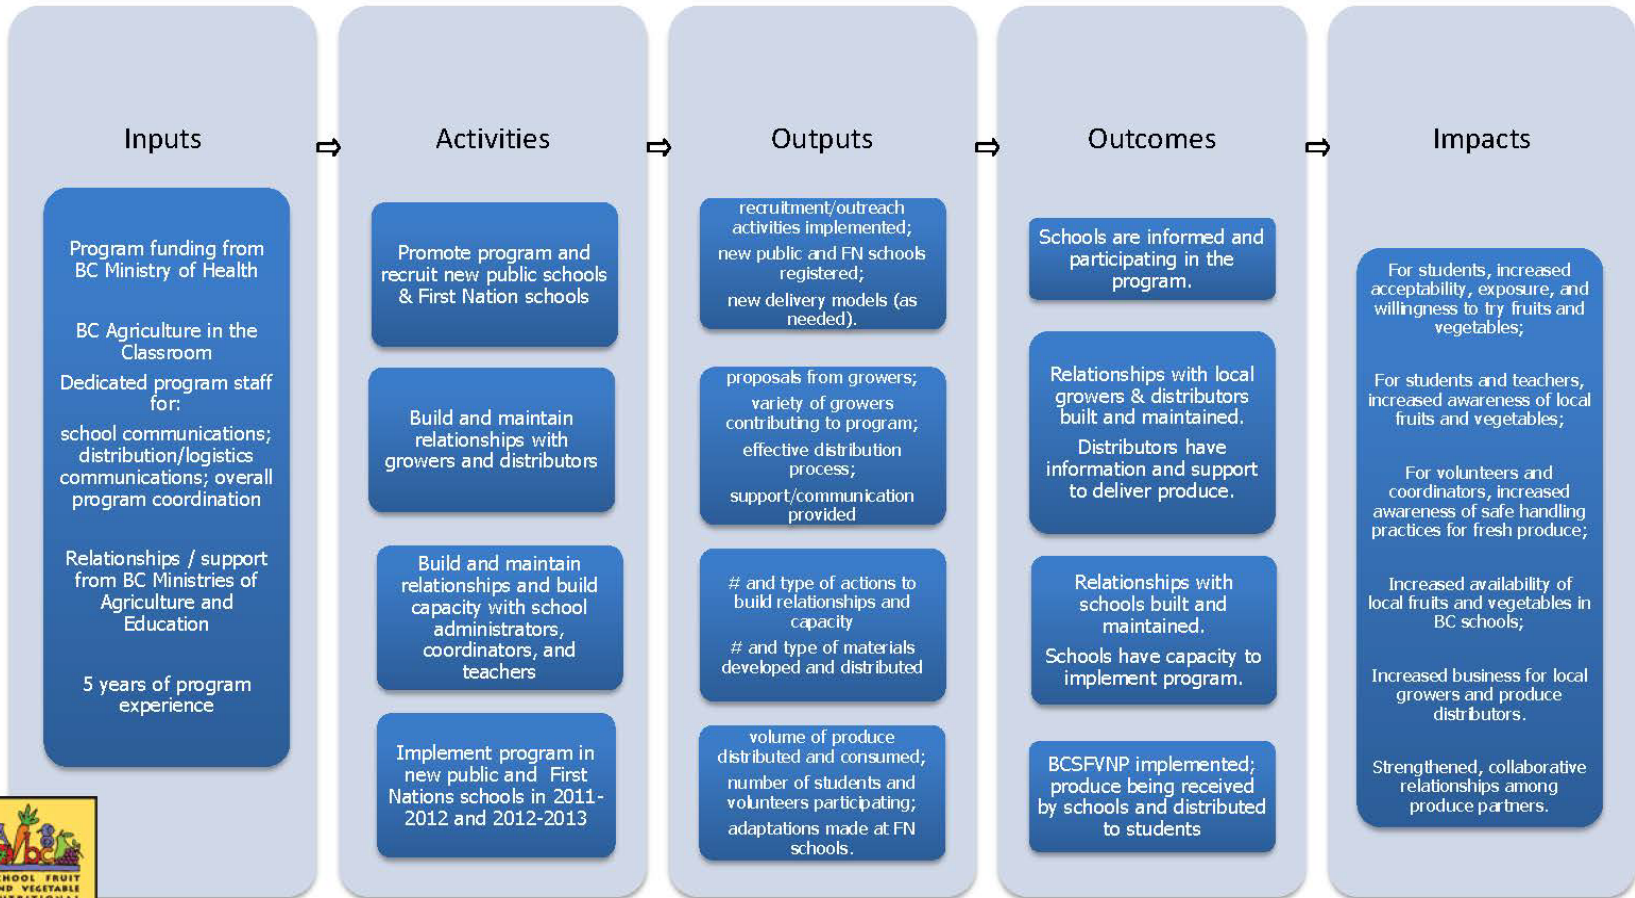 Inputs
Program funding from
BC Ministry of Health
BC Agriculture in the
Classroom
Dedicated program staff
for:
school communications;
distribution/logistics
communications; overall
program coordination
Relationships / support
from BC Ministries of
Agriculture and
Education
5 years of program
experience
Activities
Promote program and
recruit new public schools
& First Nation schools
Build and maintain
relationships with
growers and distributors
Build and maintain
relationships and build
capacity with school
administrators,
coordinators, and
teachers
Implement program in
new public and First
Nations schools in 2011-
2012 and 2012-2013
Outputs
recruitment/outreach
activities implemented;
new public and FN schools
registered;
new delivery models (as
needed).
proposals from growers;
variety of growers
contributing to program;
effective distribution
process;
support/communication
provided
# and type of actions to
build relationships and
capacity
# and type of materials
developed and distributed
volume of produce
distributed and consumed;
number of students and
volunteers participating;
adaptations made at FN
schools.
Outcomes
Schools are informed and
participating in the
program.
Relationships with local
growers & distributors
built and maintained.
Distributors have
information and support
to deliver produce.
Relationships with
schools built and
maintained.
Schools have capacity to
implement program.
BCSFVNP implemented;
produce being received
by schools and distributed
to students
Impacts
For students, increased
acceptability, exposure, and
willingness to try fruits and
vegetables;
For students and teachers,
increased awareness of local
fruits and vegetables;
For volunteers and
coordinators, increased
awareness of safe handling
practices for fresh produce;
Increased availability of
local fruits and vegetables in
BC schools;
Increased business for local
growers and produce
distributors.
Strengthened, collaborative
relationships among
produce partners.
bc
FRUIT
VEGETABLE